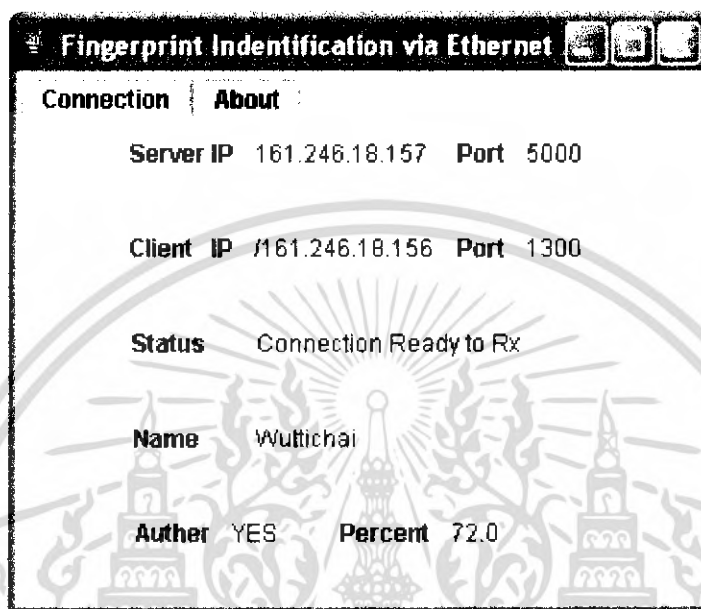 Fingerprint Indentification via Ethernet
Connection About
Server IP 161.246.18.157 Port 5000
Client IP /161.246.18.156 Port 1300
Status Connection Ready to Rx
Name Wuttichai
Auther YES Percent 72.0